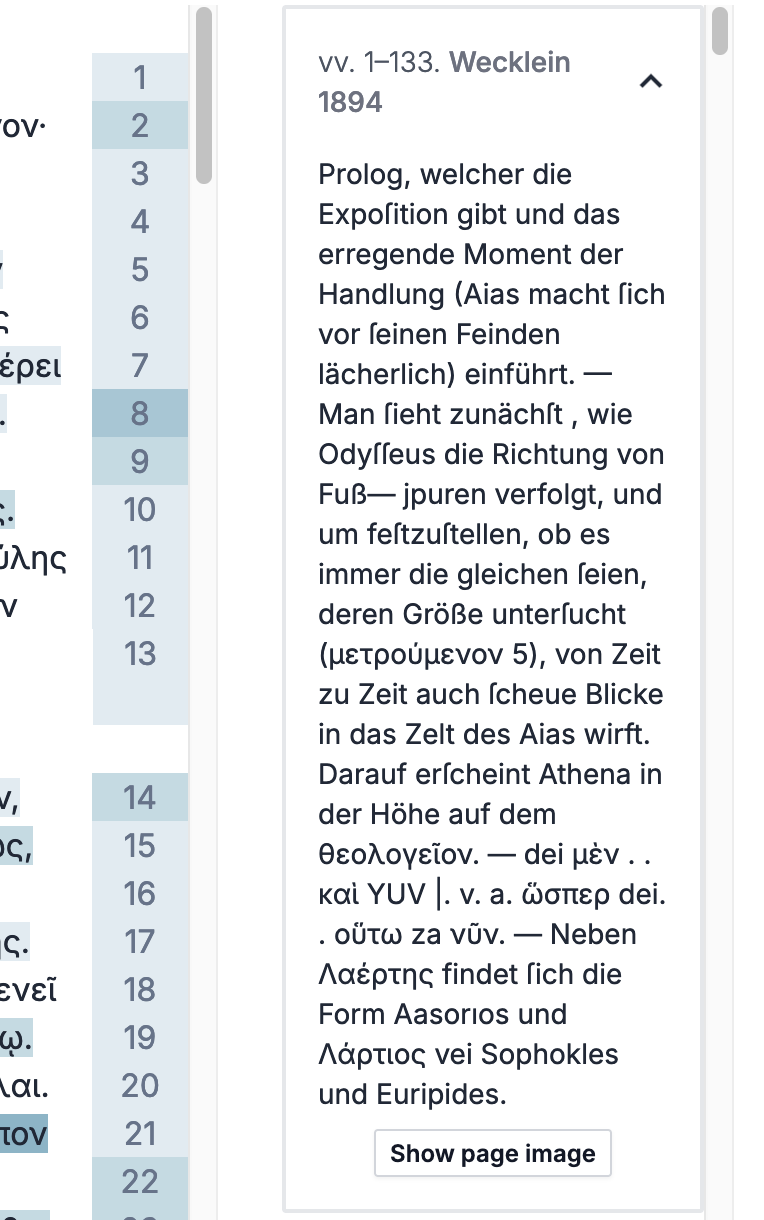 ον·
έρει
ς.
ύλης
ν
ν,
ως,
ης.
ενεῖ
ῳ.
λαι.
πον
1
2
3
4
5
6
7
8
9
10
11
12
13
14
15
16
17
18
19
20
21
22
vv. 1–133. Wecklein
1894
Prolog, welcher die
Expoſition gibt und das
erregende Moment der
Handlung (Aias macht ſich
vor ſeinen Feinden
lächerlich) einführt. —
Man ſieht zunächſt , wie
Odyſſeus die Richtung von
Fuß— jpuren verfolgt, und
um feſtzuſtellen, ob es
immer die gleichen ſeien,
deren Größe unterſucht
(μετρούμενον 5), von Zeit
zu Zeit auch ſcheue Blicke
in das Zelt des Aias wirft.
Darauf erſcheint Athena in
der Höhe auf dem
θεολογεῖον. — dei μὲν . .
καὶ YUV |. v. a. ὥσπερ dei.
. οὕτω za νῦν. — Neben
Λαέρτης findet ſich die
Form Aasorıos und
Λάρτιος vei Sophokles
und Euripides.
Show page image